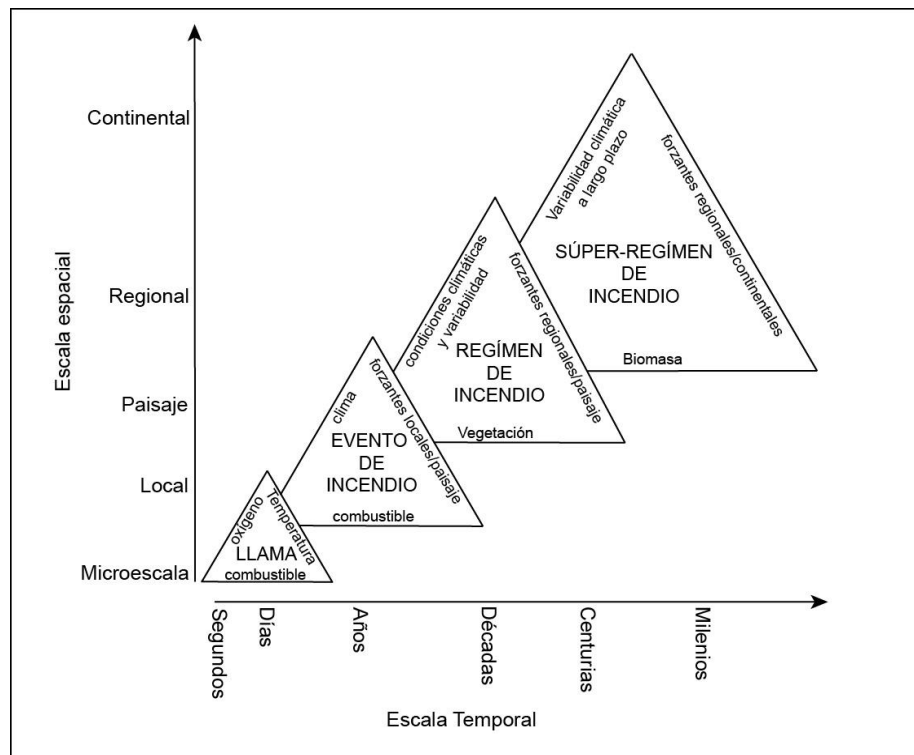 Continental
Regional
Paisaje
Local
Microescala
Escala espacial
Variabilidad climática
a largo plazo
forzantes regionales/continentales
SÚPER-REGÍMEN
DE
INCENDIO
Biomasa
condiciones climáticas
y variabilidad
forzantes regionales/paisaje
REGÍMEN
DE
INCENDIO
Vegetación
clima
forzantes locales/paisaje
EVENTO
DE
INCENDIO
combustible
oxígeno
Temperatura
LLAMA
combustible
Segundos
Días
Años
Décadas
Centurias
Milenios
Escala Temporal